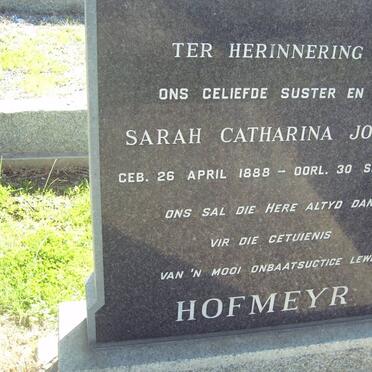 TER HERINNERING
ONS GELIEFDE SUSTER EN
SARAH CATHARINA JO
GEB. 26 APRIL 1888 – OORL. 30 S
ONS SAL DIE HERE ALTYD DAN
VIR DIE GETUIENIS
VAN 'N MOOI ONBAATSUGTIGE LEW
HOFMEYR